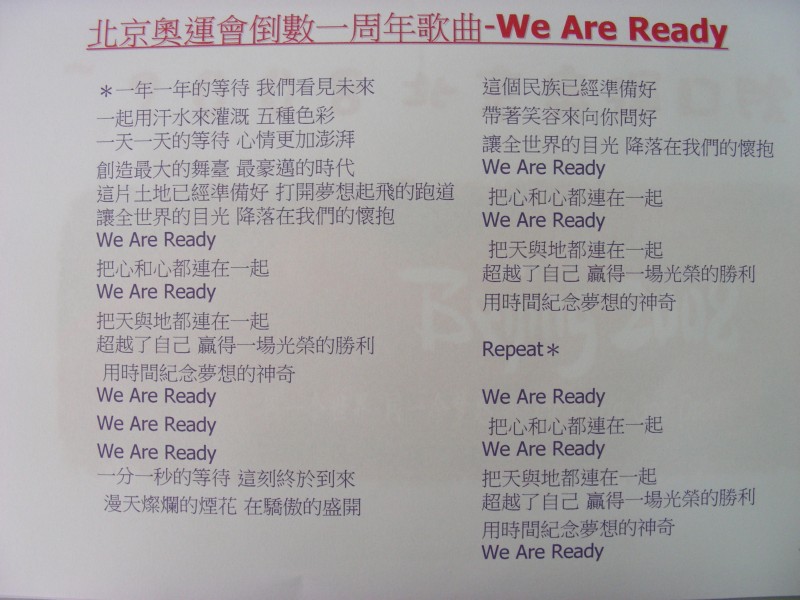 北京奧運會倒數一周年歌曲-We Are Ready
＊一年一年的等待 我們看見未來
一起用汗水來灌溉 五種色彩
一天一天的等待 心情更加澎湃
創造最大的舞臺 最豪邁的時代
這片土地已經準備好 打開夢想起飛的跑道
讓全世界的目光 降落在我們的懷抱
We Are Ready
把心和心都連在一起
We Are Ready
把天與地都連在一起
超越了自己 贏得一場光榮的勝利
用時間紀念夢想的神奇
We Are Ready
We Are Ready
We Are Ready
一分一秒的等待 這刻終於到來
漫天燦爛的煙花 在驕傲的盛開
這個民族已經準備好
帶著笑容來向你問好
讓全世界的目光 降落在我們的懷抱
We Are Ready
把心和心都連在一起
We Are Ready
把天與地都連在一起
超越了自己 贏得一場光榮的勝利
用時間紀念夢想的神奇
Repeat＊
We Are Ready
把心和心都連在一起
We Are Ready
把天與地都連在一起
超越了自己 贏得一場光榮的勝利
用時間紀念夢想的神奇
We Are Ready